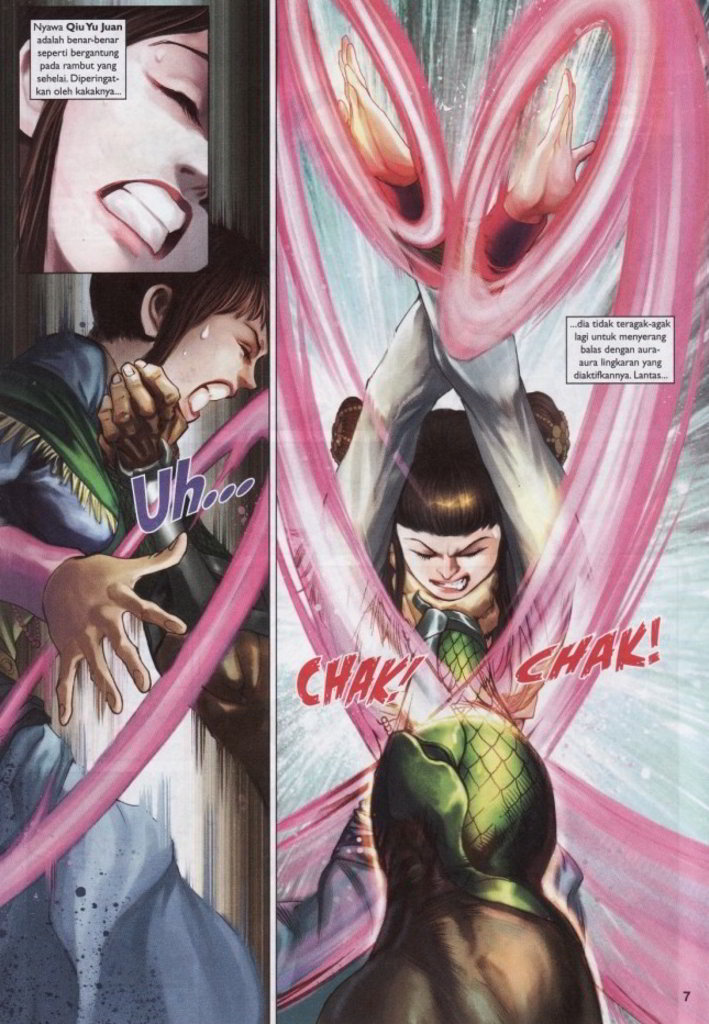 Nyawa Qiu Yu Juan
adalah benar-benar
seperti bergantung
pada rambut yang
sehelai. Diperingat-
kan oleh kakaknya...
Uh...
...dia tidak teragak-agak
lagi untuk menyerang
balas dengan aura-
aura lingkaran yang
diaktifkannya. Lantas...
CHAK!
CHAK!
7